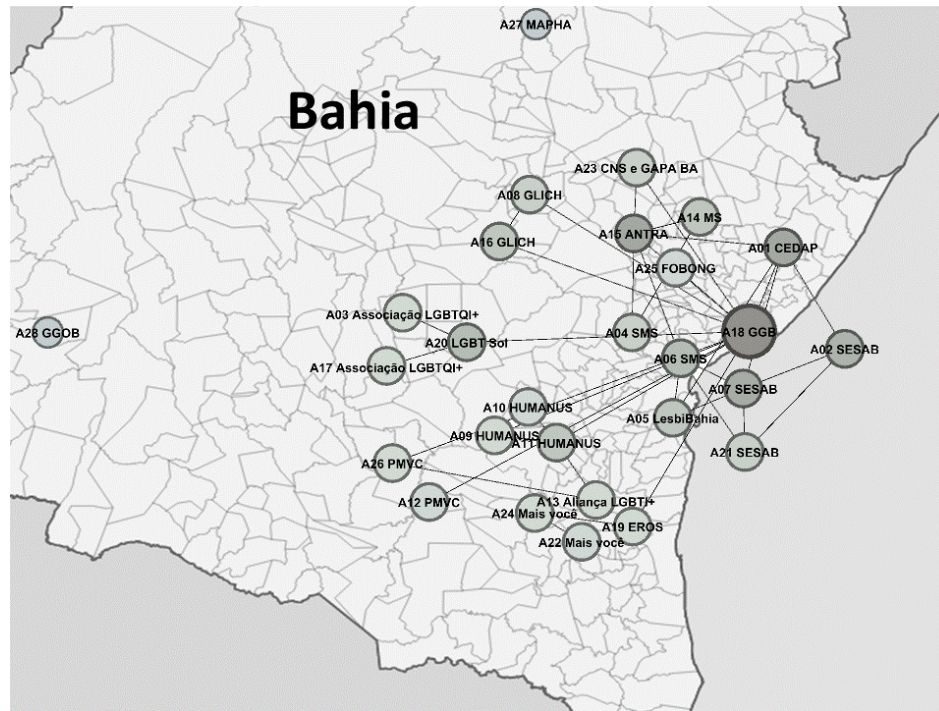 A27 MAPHA
Bahia
A23 CNS e GAPA BA
A08 GLICH
A14 MS
A15 ANTRA
A16 GLICH
A01 CEDAP
A25 FOBONG
A03 Associação LGBTQI+
A28 GGOB
A04 SMS
A18 GGB
A20 LGBT Sol
A02 SESAB
A06 SMS
A17 Associação LGBTQI+
A07 SESAB
A10 HUMANUS
A05 LesbiBahia
A09 HUMANUS
A11 HUMANUS
A21 SESAB
A26 PMVC
A12 PMVC
A13 Aliança LGBTI+
A24 Mais você
A19 EROS
A22 Mais você